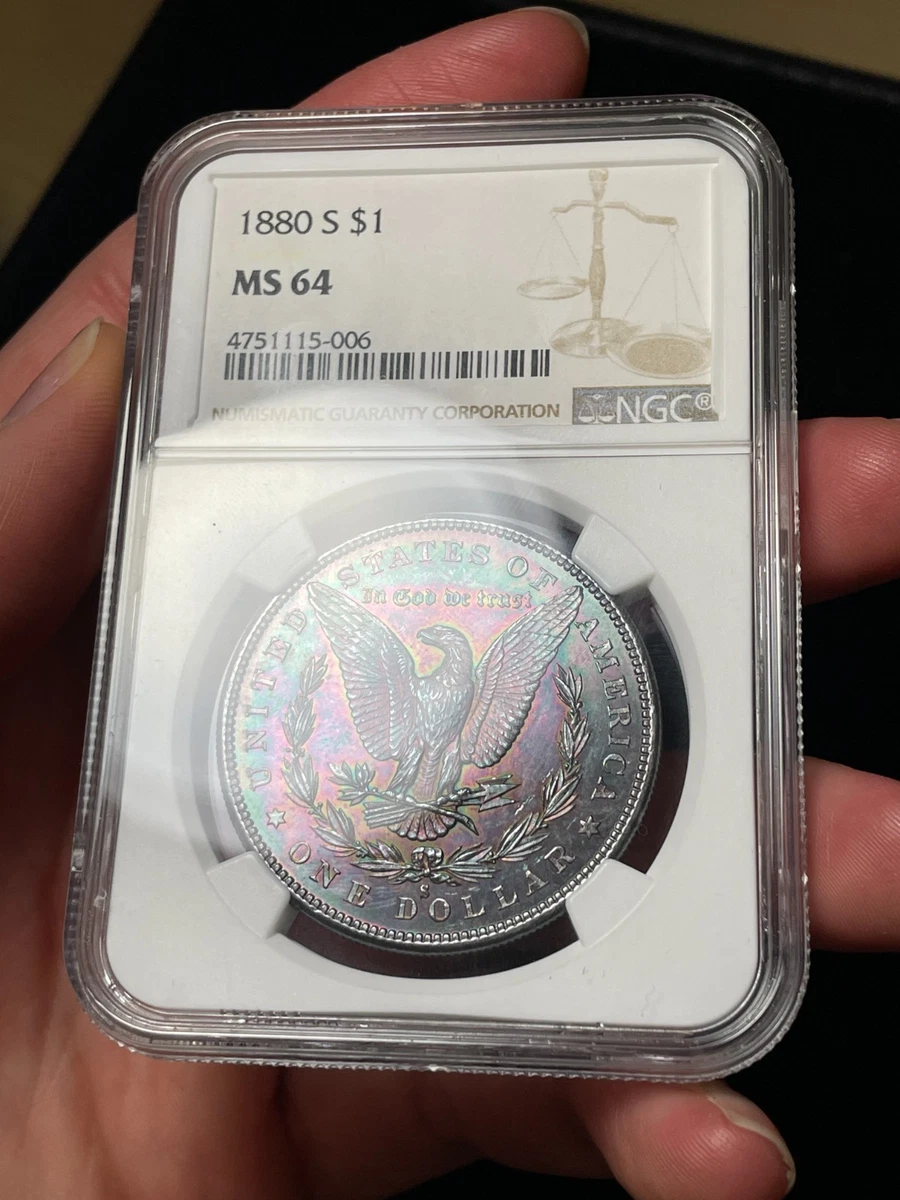 1880 S $1
MS 64
4751115-006
NUMISMATIC GUARANTY CORPORATION
NGC®
UNITED STATES OF AMERICA
In God we trust
S
ONE DOLLAR